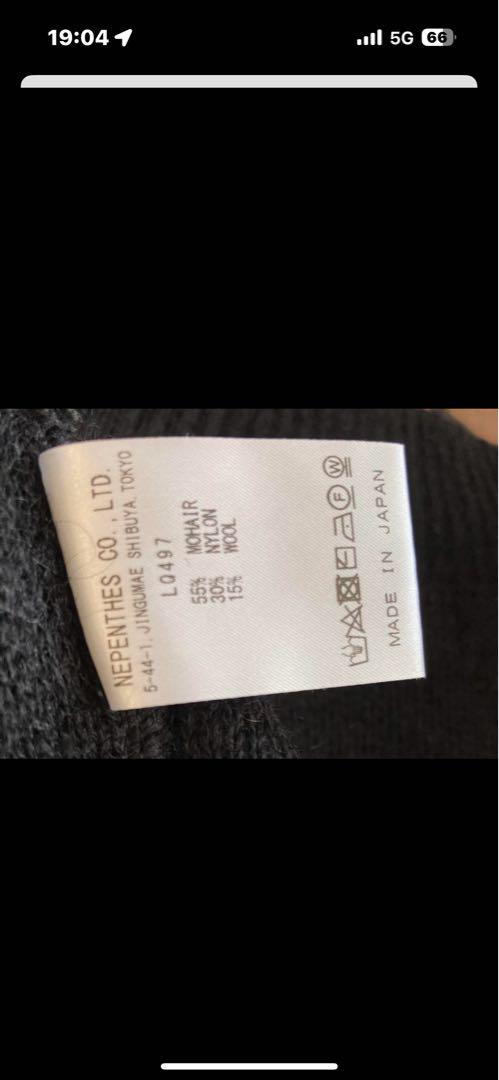 19:04
5G
66
NEPENTHES CO.,LTD.
5-44-1, JINGUMAE SHIBUYA, TOKYO
LQ497
55% MOHAIR
30% NYLON
15% WOOL
F
W
MADE IN JAPAN